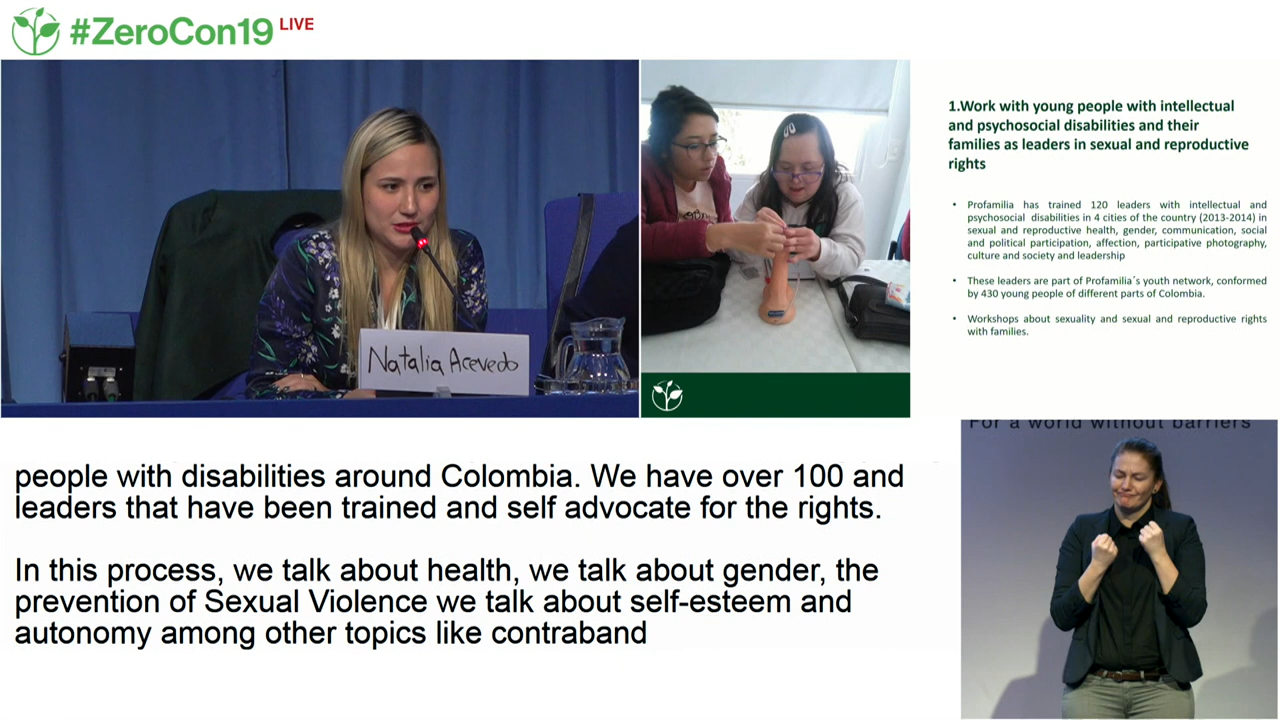 #ZeroCon19 LIVE
Natalia Acevedo
1.Work with young people with intellectual
and psychosocial disabilities and their
families as leaders in sexual and reproductive
rights
• Profamilia has trained 120 leaders with intellectual and
psychosocial disabilities in 4 cities of the country (2013-2014) in
sexual and reproductive health, gender, communication, social
and political participation, affection, participative photography,
culture and society and leadership
• These leaders are part of Profamilia´s youth network, conformed
by 430 young people of different parts of Colombia.
• Workshops about sexuality and sexual and reproductive rights
with families.
people with disabilities around Colombia. We have over 100 and
leaders that have been trained and self advocate for the rights.
In this process, we talk about health, we talk about gender, the
prevention of Sexual Violence we talk about self-esteem and
autonomy among other topics like contraband
For a world without barriers